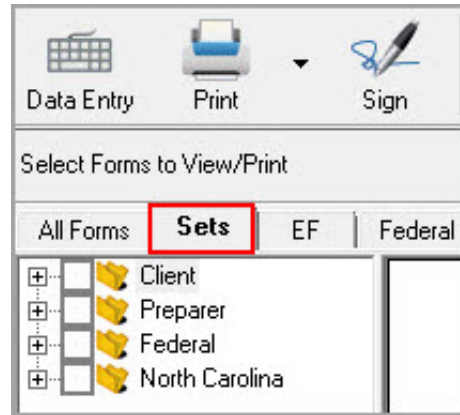 Data Entry Print Sign
Select Forms to View/Print
All Forms Sets EF Federal
Client
Preparer
Federal
North Carolina